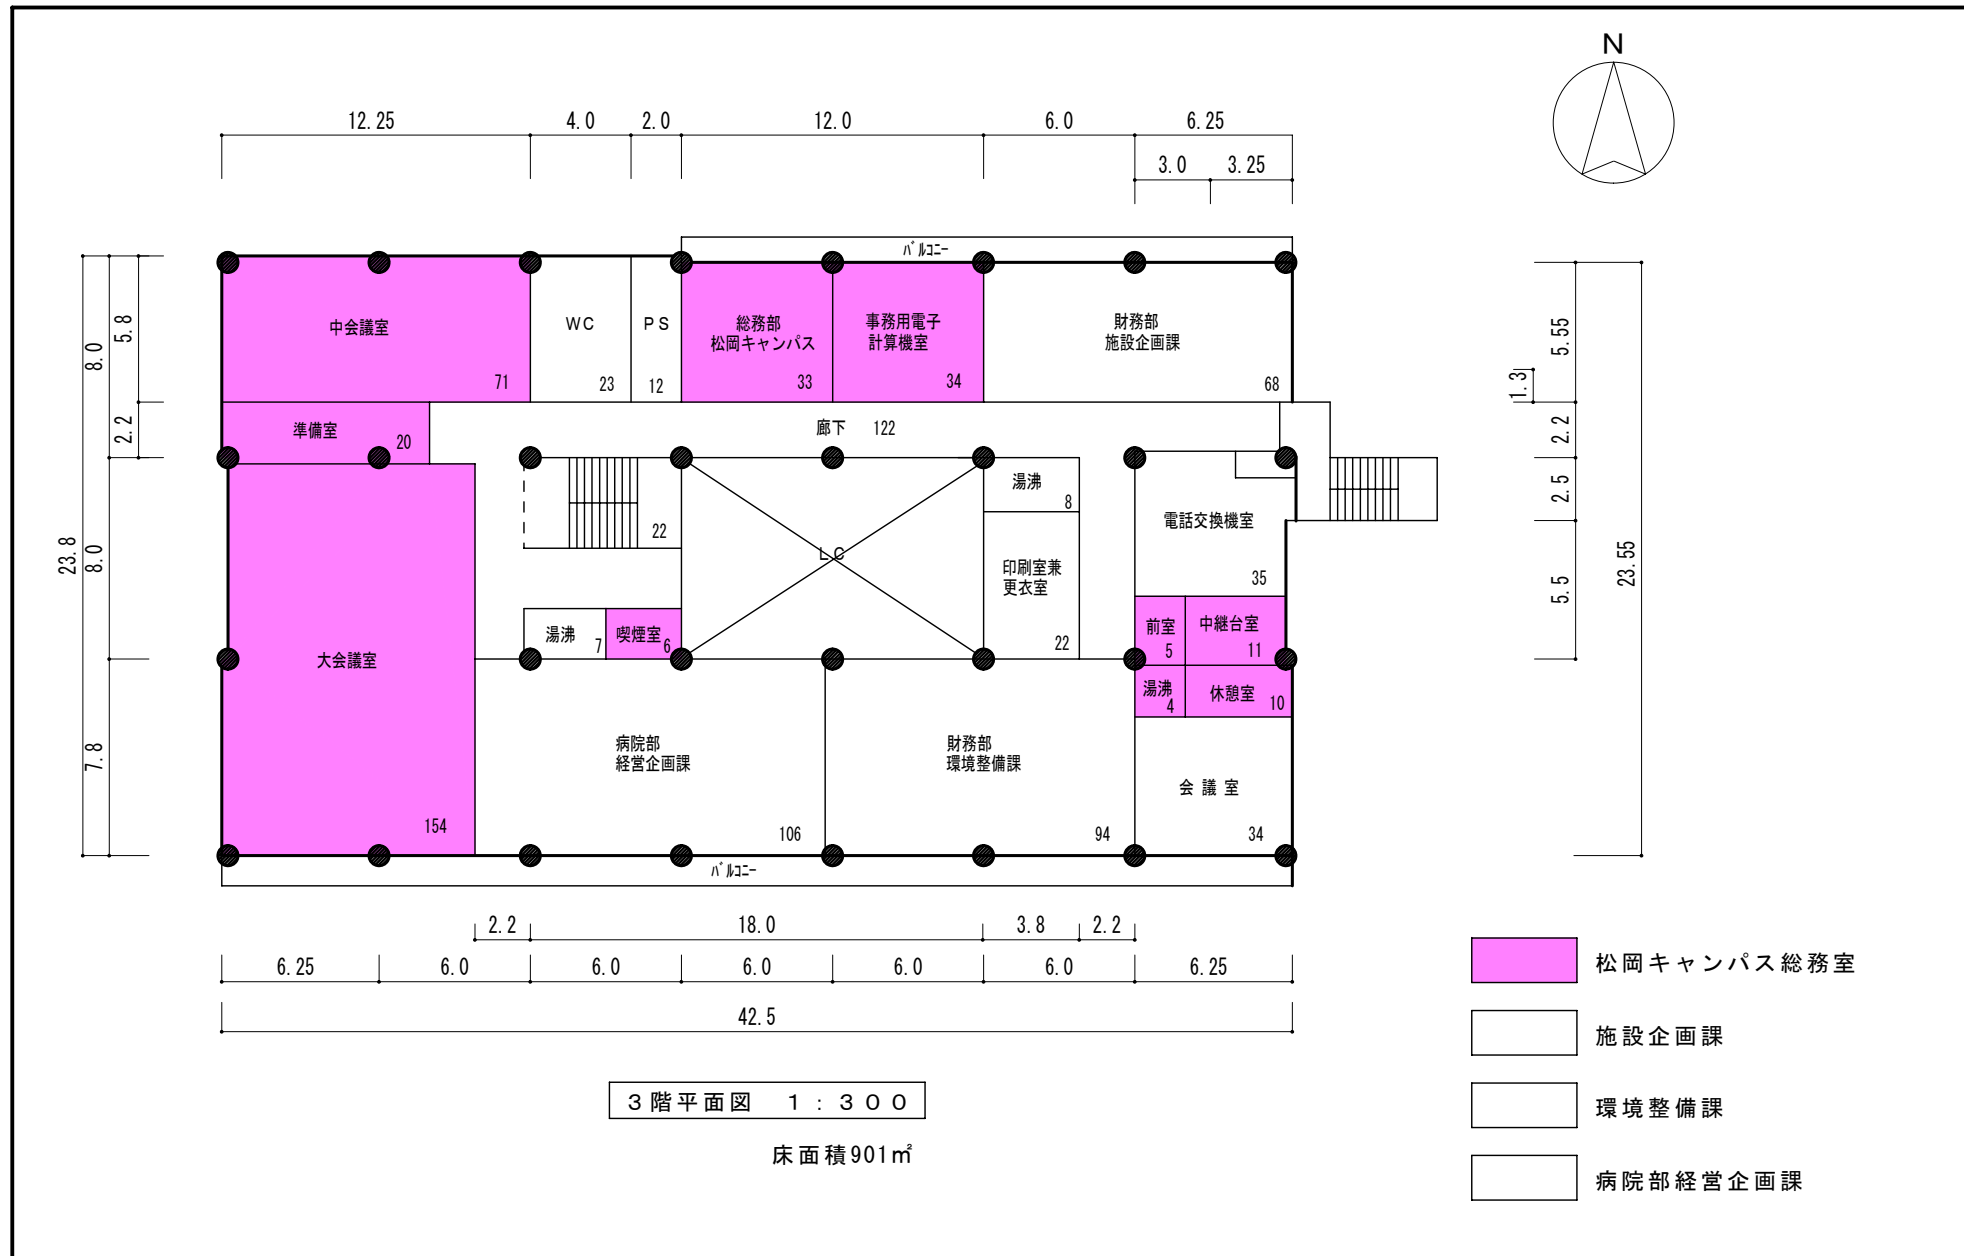 N
12.25
4.0
2.0
12.0
6.0
6.25
3.0
3.25
バルコニー
23.8
8.0
5.8
2.2
8.0
7.8
中会議室
71
WC
23
PS
12
総務部
松岡キャンパス
33
事務用電子
計算機室
34
財務部
施設企画課
68
準備室
20
廊下 122
22
LC
湯沸
8
印刷室兼
更衣室
22
電話交換機室
35
湯沸
7
喫煙室
6
前室
5
中継台室
11
湯沸
4
休憩室
10
大会議室
154
病院部
経営企画課
106
財務部
環境整備課
94
会議室
34
バルコニー
5.55
1.3
2.2
2.5
5.5
23.55
2.2
18.0
3.8
2.2
6.25
6.0
6.0
6.0
6.0
6.0
6.25
42.5
3階平面図 1:300
床面積901㎡
松岡キャンパス総務室
施設企画課
環境整備課
病院部経営企画課